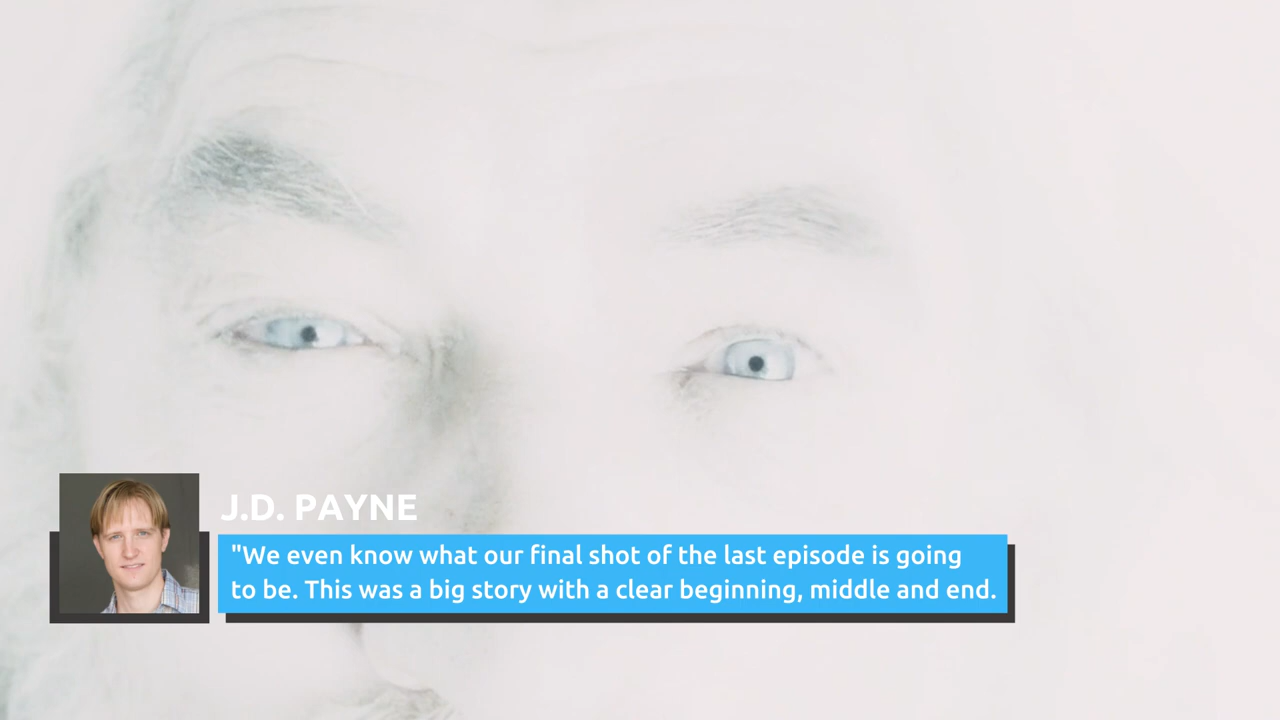 J.D. PAYNE
"We even know what our final shot of the last episode is going
to be. This was a big story with a clear beginning, middle and end.